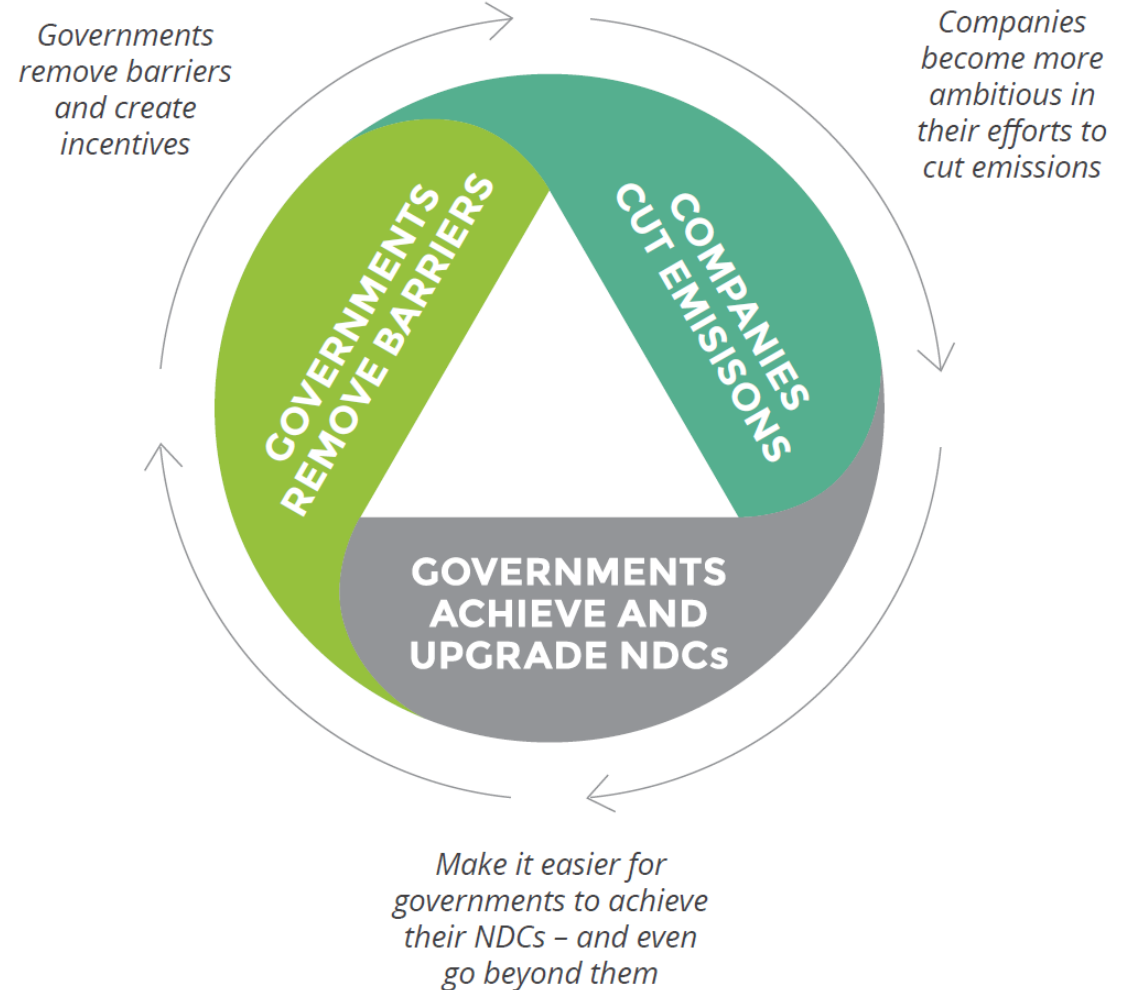 Governments
remove barriers
and create
incentives
Companies
become more
ambitious in
their efforts to
cut emissions
GOVERNMENTS
REMOVE BARRIERS
COMPANIES
CUT EMISISONS
GOVERNMENTS
ACHIEVE AND
UPGRADE NDCs
Make it easier for
governments to achieve
their NDCs – and even
go beyond them